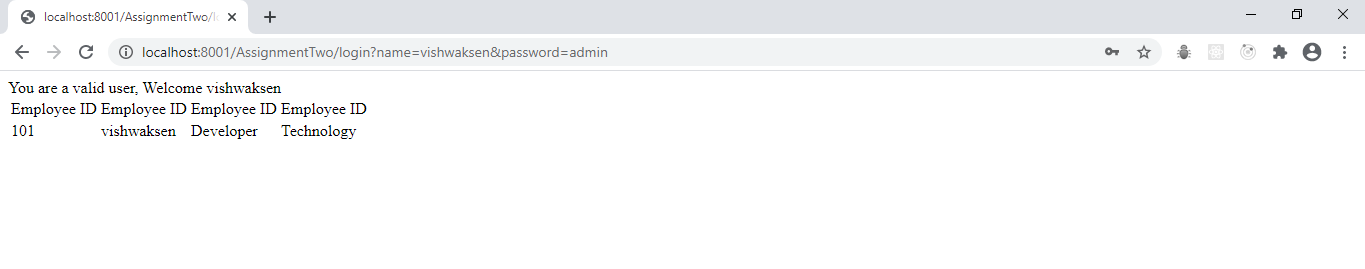 localhost:8001/AssignmentTwo/l
localhost:8001/AssignmentTwo/login?name=vishwaksen&password=admin
You are a valid user, Welcome vishwaksen
Employee ID Employee ID Employee ID Employee ID
101 vishwaksen Developer Technology